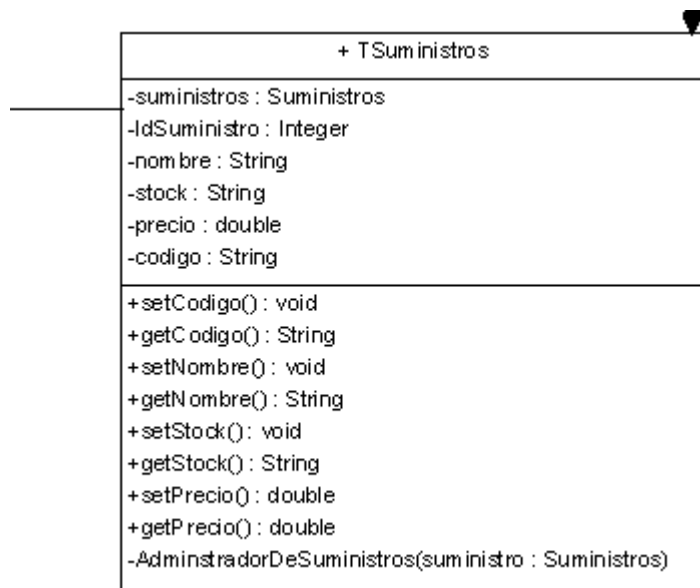 + TSuministros
-suministros : Suministros
-IdSuministro : Integer
-nombre : String
-stock : String
-precio : double
-codigo : String
+setCodigo() : void
+getCodigo() : String
+setNombre() : void
+getNombre() : String
+setStock() : void
+getStock() : String
+setPrecio() : double
+getPrecio() : double
-AdminstradorDeSuministros(suministro : Suministros)